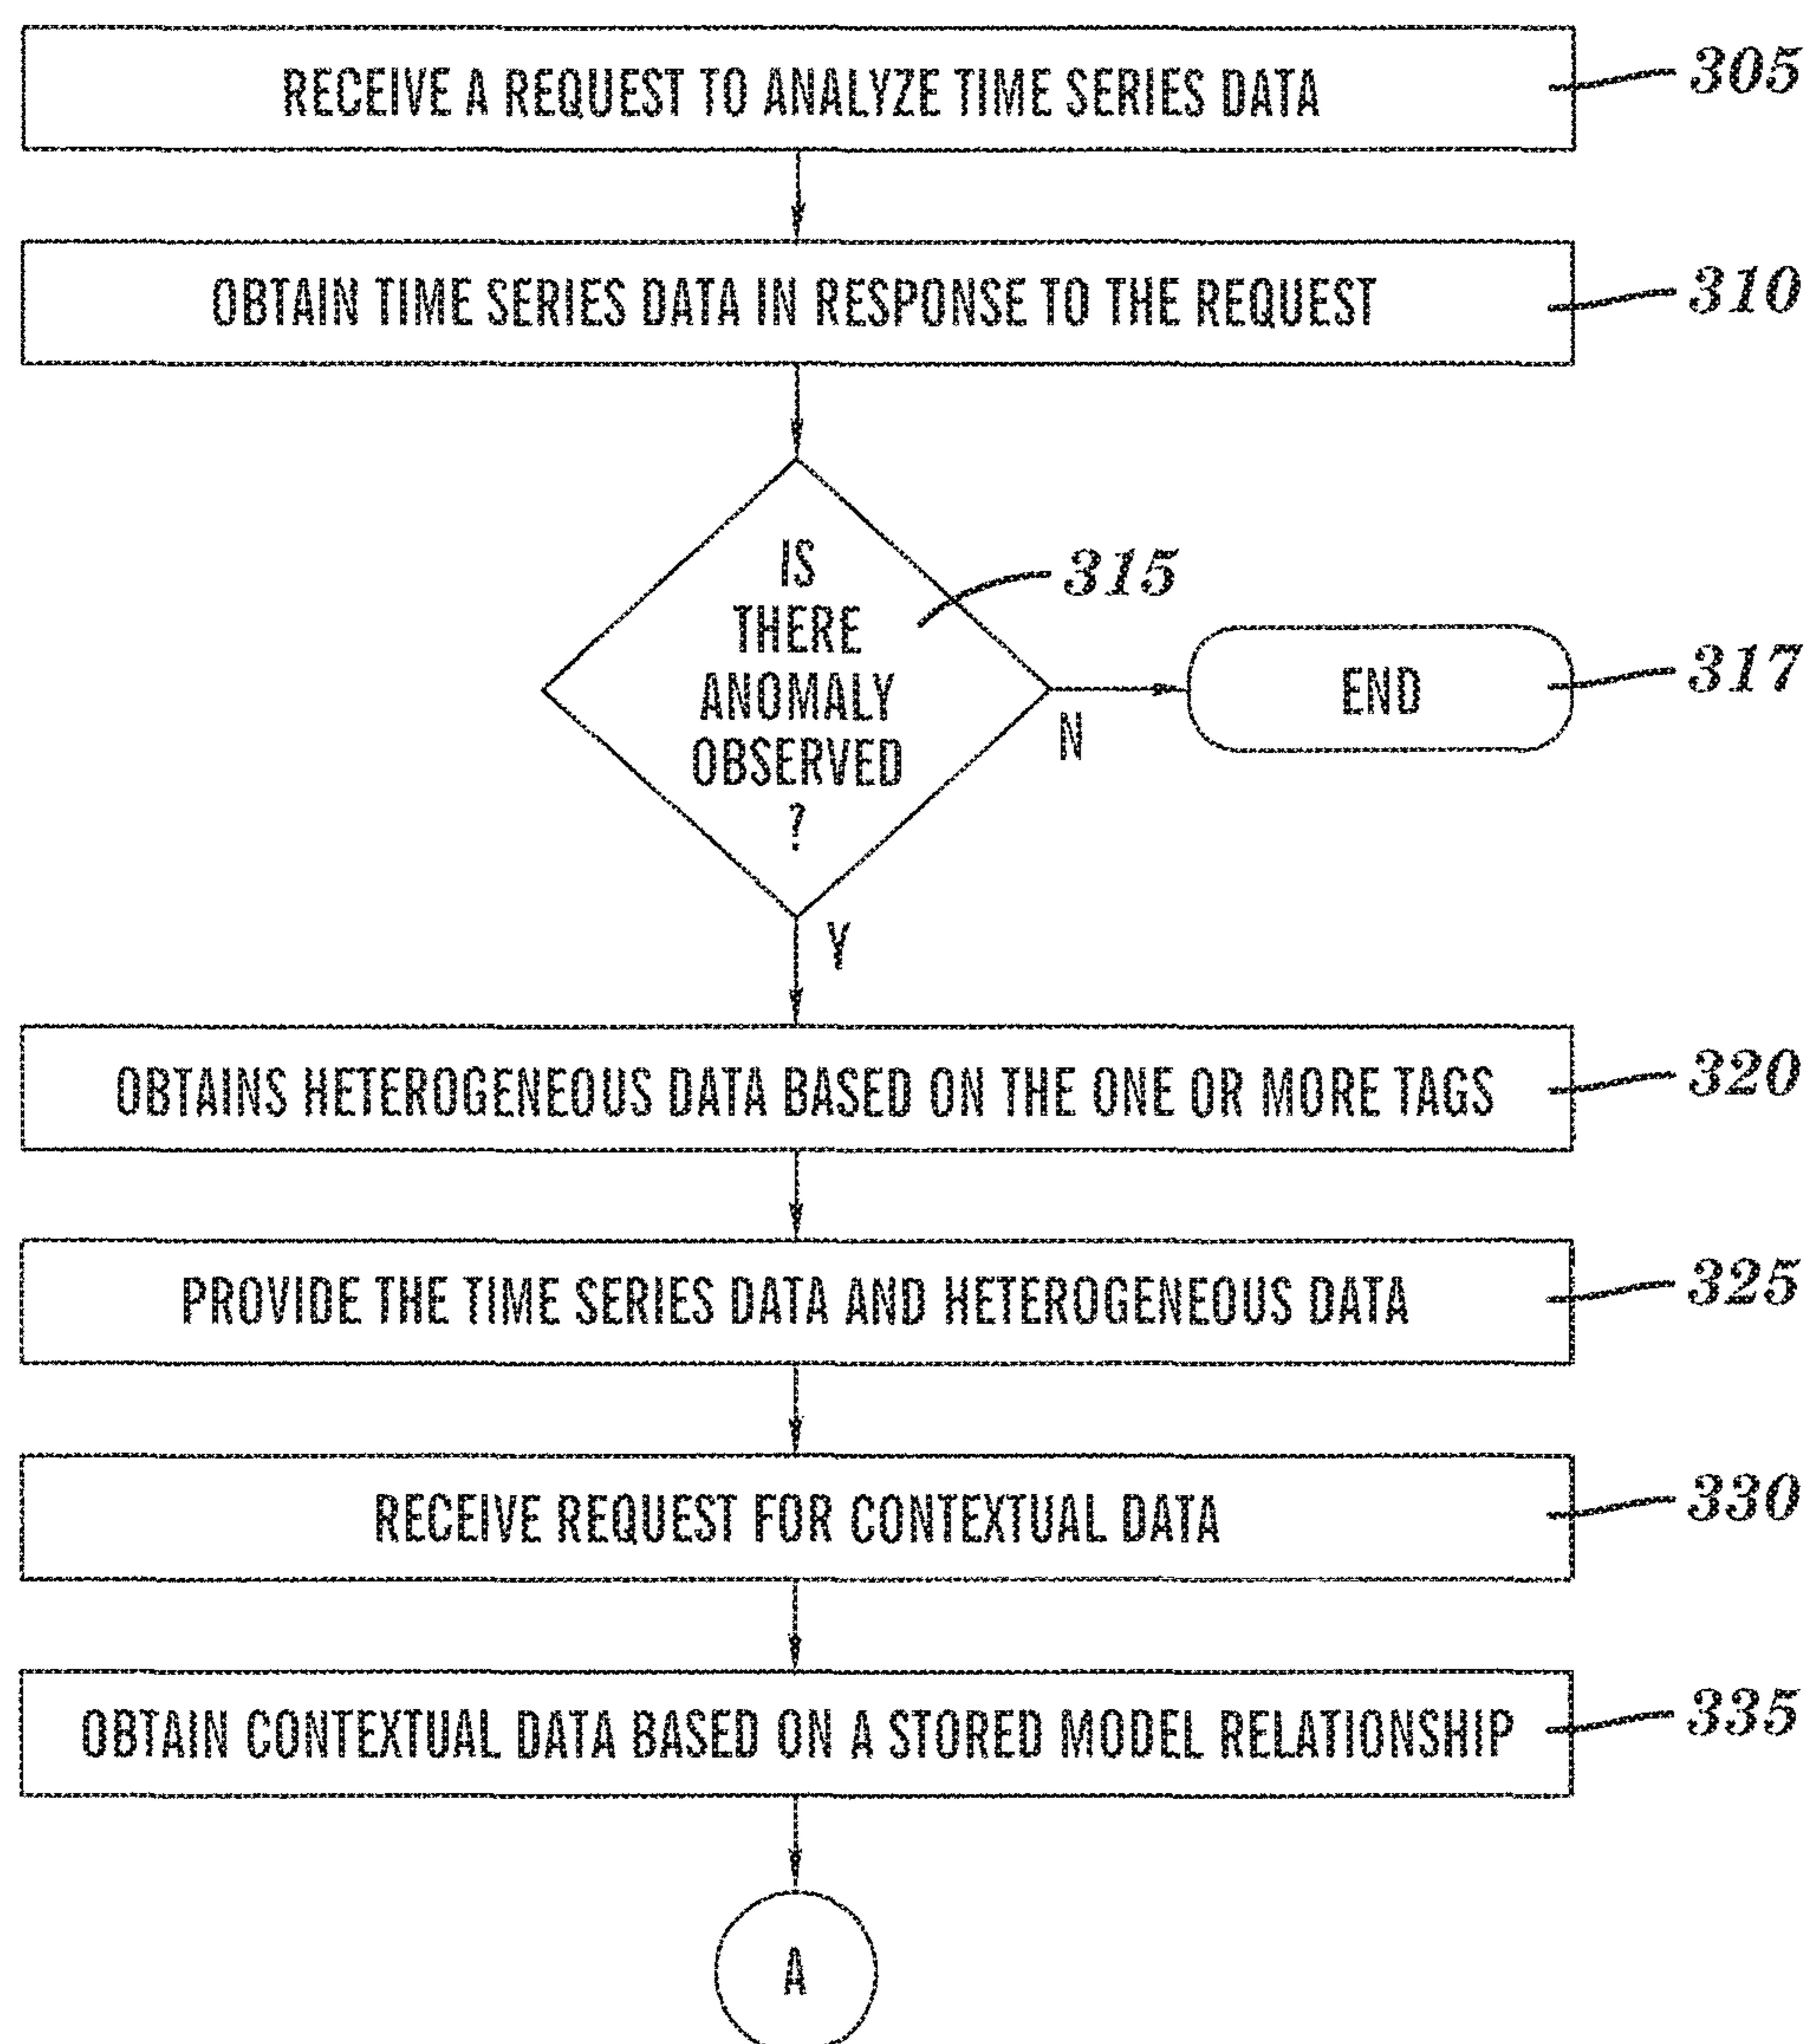 RECEIVE A REQUEST TO ANALYZE TIME SERIES DATA
305
OBTAIN TIME SERIES DATA IN RESPONSE TO THE REQUEST
310
IS
THERE
ANOMALY
OBSERVED
?
315
N
END
317
Y
OBTAINS HETEROGENEOUS DATA BASED ON THE ONE OR MORE TAGS
320
PROVIDE THE TIME SERIES DATA AND HETEROGENEOUS DATA
325
RECEIVE REQUEST FOR CONTEXTUAL DATA
330
OBTAIN CONTEXTUAL DATA BASED ON A STORED MODEL RELATIONSHIP
335
A